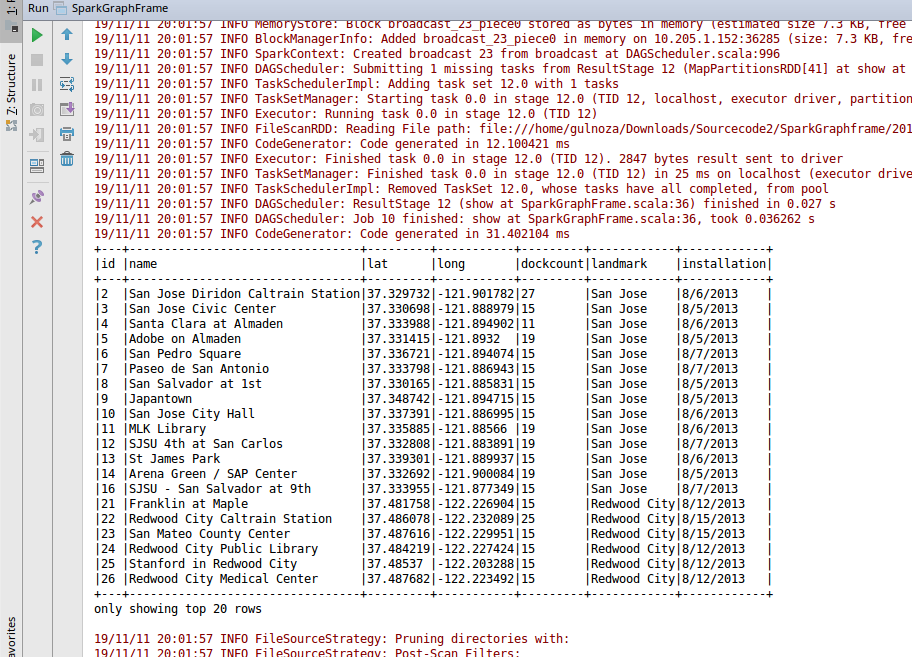 Run SparkGraphFrame
1:
Z: Structure
avorites
19/11/11 20:01:57 INFO MemoryStore: Block broadcast_23_piece0 stored as bytes in memory (estimated size 7.3 KB, free
19/11/11 20:01:57 INFO BlockManagerInfo: Added broadcast_23_piece0 in memory on 10.205.1.152:36285 (size: 7.3 KB, fre
19/11/11 20:01:57 INFO SparkContext: Created broadcast 23 from broadcast at DAGScheduler.scala:996
19/11/11 20:01:57 INFO DAGScheduler: Submitting 1 missing tasks from ResultStage 12 (MapPartitionsRDD[41] at show at
19/11/11 20:01:57 INFO TaskSchedulerImpl: Adding task set 12.0 with 1 tasks
19/11/11 20:01:57 INFO TaskSetManager: Starting task 0.0 in stage 12.0 (TID 12, localhost, executor driver, partition
19/11/11 20:01:57 INFO Executor: Running task 0.0 in stage 12.0 (TID 12)
19/11/11 20:01:57 INFO FileScanRDD: Reading File path: file:///home/gulnoza/Downloads/Sourcecode2/SparkGraphframe/201
19/11/11 20:01:57 INFO CodeGenerator: Code generated in 12.100421 ms
19/11/11 20:01:57 INFO Executor: Finished task 0.0 in stage 12.0 (TID 12). 2847 bytes result sent to driver
19/11/11 20:01:57 INFO TaskSetManager: Finished task 0.0 in stage 12.0 (TID 12) in 25 ms on localhost (executor drive
19/11/11 20:01:57 INFO TaskSchedulerImpl: Removed TaskSet 12.0, whose tasks have all completed, from pool
19/11/11 20:01:57 INFO DAGScheduler: ResultStage 12 (show at SparkGraphFrame.scala:36) finished in 0.027 s
19/11/11 20:01:57 INFO DAGScheduler: Job 10 finished: show at SparkGraphFrame.scala:36, took 0.036262 s
19/11/11 20:01:57 INFO CodeGenerator: Code generated in 31.402104 ms
+---+---------------------------------+---------+-----------+---------+------------+------------+
|id |name                             |lat      |long       |dockcount|landmark    |installation|
+---+---------------------------------+---------+-----------+---------+------------+------------+
|2  |San Jose Diridon Caltrain Station|37.329732|-121.901782|27       |San Jose    |8/6/2013    |
|3  |San Jose Civic Center            |37.330698|-121.888979|15       |San Jose    |8/5/2013    |
|4  |Santa Clara at Almaden           |37.333988|-121.894902|11       |San Jose    |8/6/2013    |
|5  |Adobe on Almaden                 |37.331415|-121.8932  |19       |San Jose    |8/5/2013    |
|6  |San Pedro Square                 |37.336721|-121.894074|15       |San Jose    |8/7/2013    |
|7  |Paseo de San Antonio             |37.333798|-121.886943|15       |San Jose    |8/7/2013    |
|8  |San Salvador at 1st              |37.330165|-121.885831|15       |San Jose    |8/5/2013    |
|9  |Japantown                        |37.348742|-121.894715|15       |San Jose    |8/5/2013    |
|10 |San Jose City Hall               |37.337391|-121.886995|15       |San Jose    |8/6/2013    |
|11 |MLK Library                      |37.335885|-121.88566 |19       |San Jose    |8/6/2013    |
|12 |SJSU 4th at San Carlos           |37.332808|-121.883891|19       |San Jose    |8/7/2013    |
|13 |St James Park                    |37.339301|-121.889937|15       |San Jose    |8/6/2013    |
|14 |Arena Green / SAP Center         |37.332692|-121.900084|19       |San Jose    |8/5/2013    |
|16 |SJSU - San Salvador at 9th       |37.333955|-121.877349|15       |San Jose    |8/7/2013    |
|21 |Franklin at Maple                |37.481758|-122.226904|15       |Redwood City|8/12/2013   |
|22 |Redwood City Caltrain Station    |37.486078|-122.232089|25       |Redwood City|8/15/2013   |
|23 |San Mateo County Center          |37.487616|-122.229951|15       |Redwood City|8/15/2013   |
|24 |Redwood City Public Library      |37.484219|-122.227424|15       |Redwood City|8/12/2013   |
|25 |Stanford in Redwood City         |37.48537 |-122.203288|15       |Redwood City|8/12/2013   |
|26 |Redwood City Medical Center      |37.487682|-122.223492|15       |Redwood City|8/12/2013   |
+---+---------------------------------+---------+-----------+---------+------------+------------+
only showing top 20 rows
19/11/11 20:01:57 INFO FileSourceStrategy: Pruning directories with:
19/11/11 20:01:57 INFO FileSourceStrategy: Post-Scan Filters: